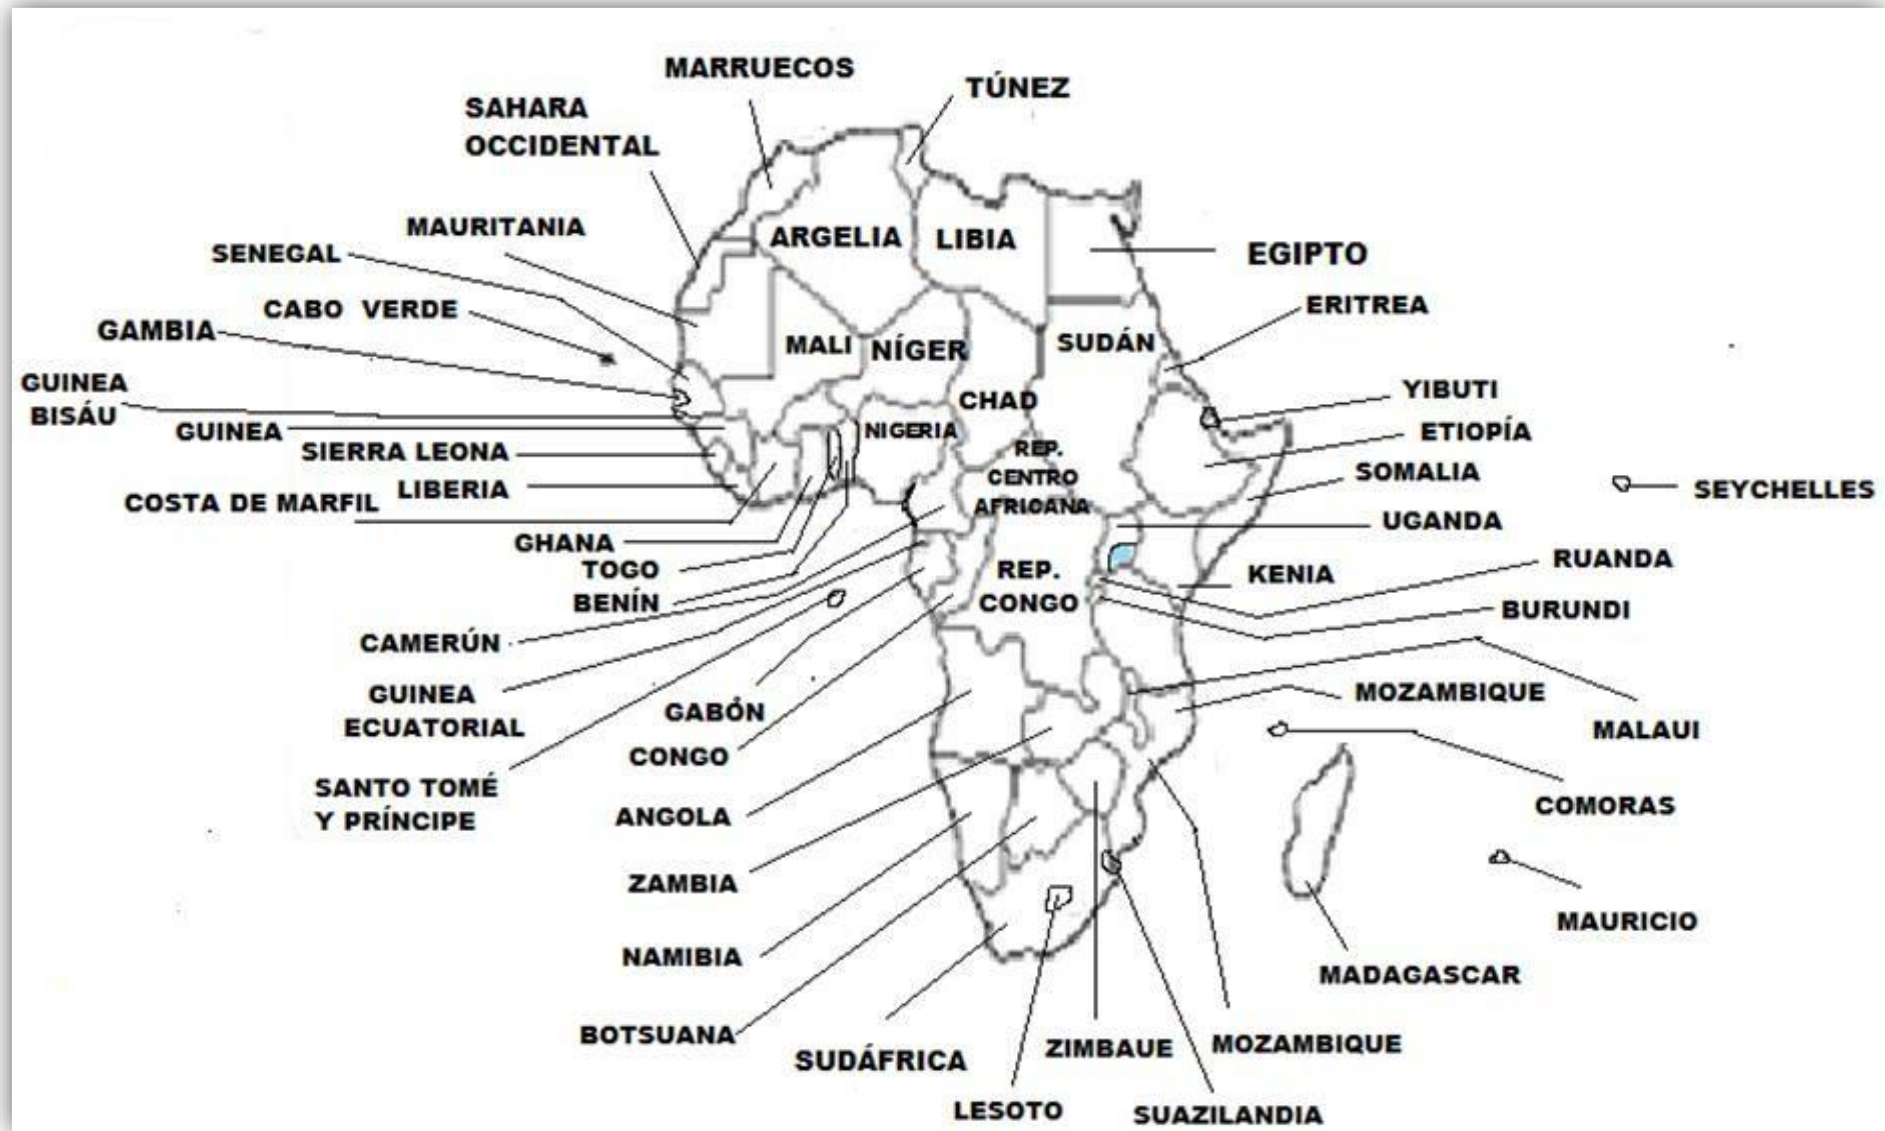 MARRUECOS
TÚNEZ
SAHARA
OCCIDENTAL
MAURITANIA
ARGELIA
LIBIA
SENEGAL
EGIPTO
CABO VERDE
ERITREA
GAMBIA
MALI
NÍGER
SUDÁN
GUINEA
BISÁU
YIBUTI
CHAD
GUINEA
NIGERIA
ETIOPÍA
SIERRA LEONA
REP.
CENTRO
AFRICANA
SOMALIA
LIBERIA
SEYCHELLES
COSTA DE MARFIL
UGANDA
GHANA
RUANDA
TOGO
REP.
CONGO
KENIA
BENÍN
BURUNDI
CAMERÚN
GUINEA
ECUATORIAL
MOZAMBIQUE
GABÓN
MALAUI
CONGO
SANTO TOMÉ
Y PRÍNCIPE
COMORAS
ANGOLA
ZAMBIA
MAURICIO
NAMIBIA
MADAGASCAR
BOTSUANA
SUDÁFRICA
ZIMBAUE
MOZAMBIQUE
LESOTO
SUAZILANDIA